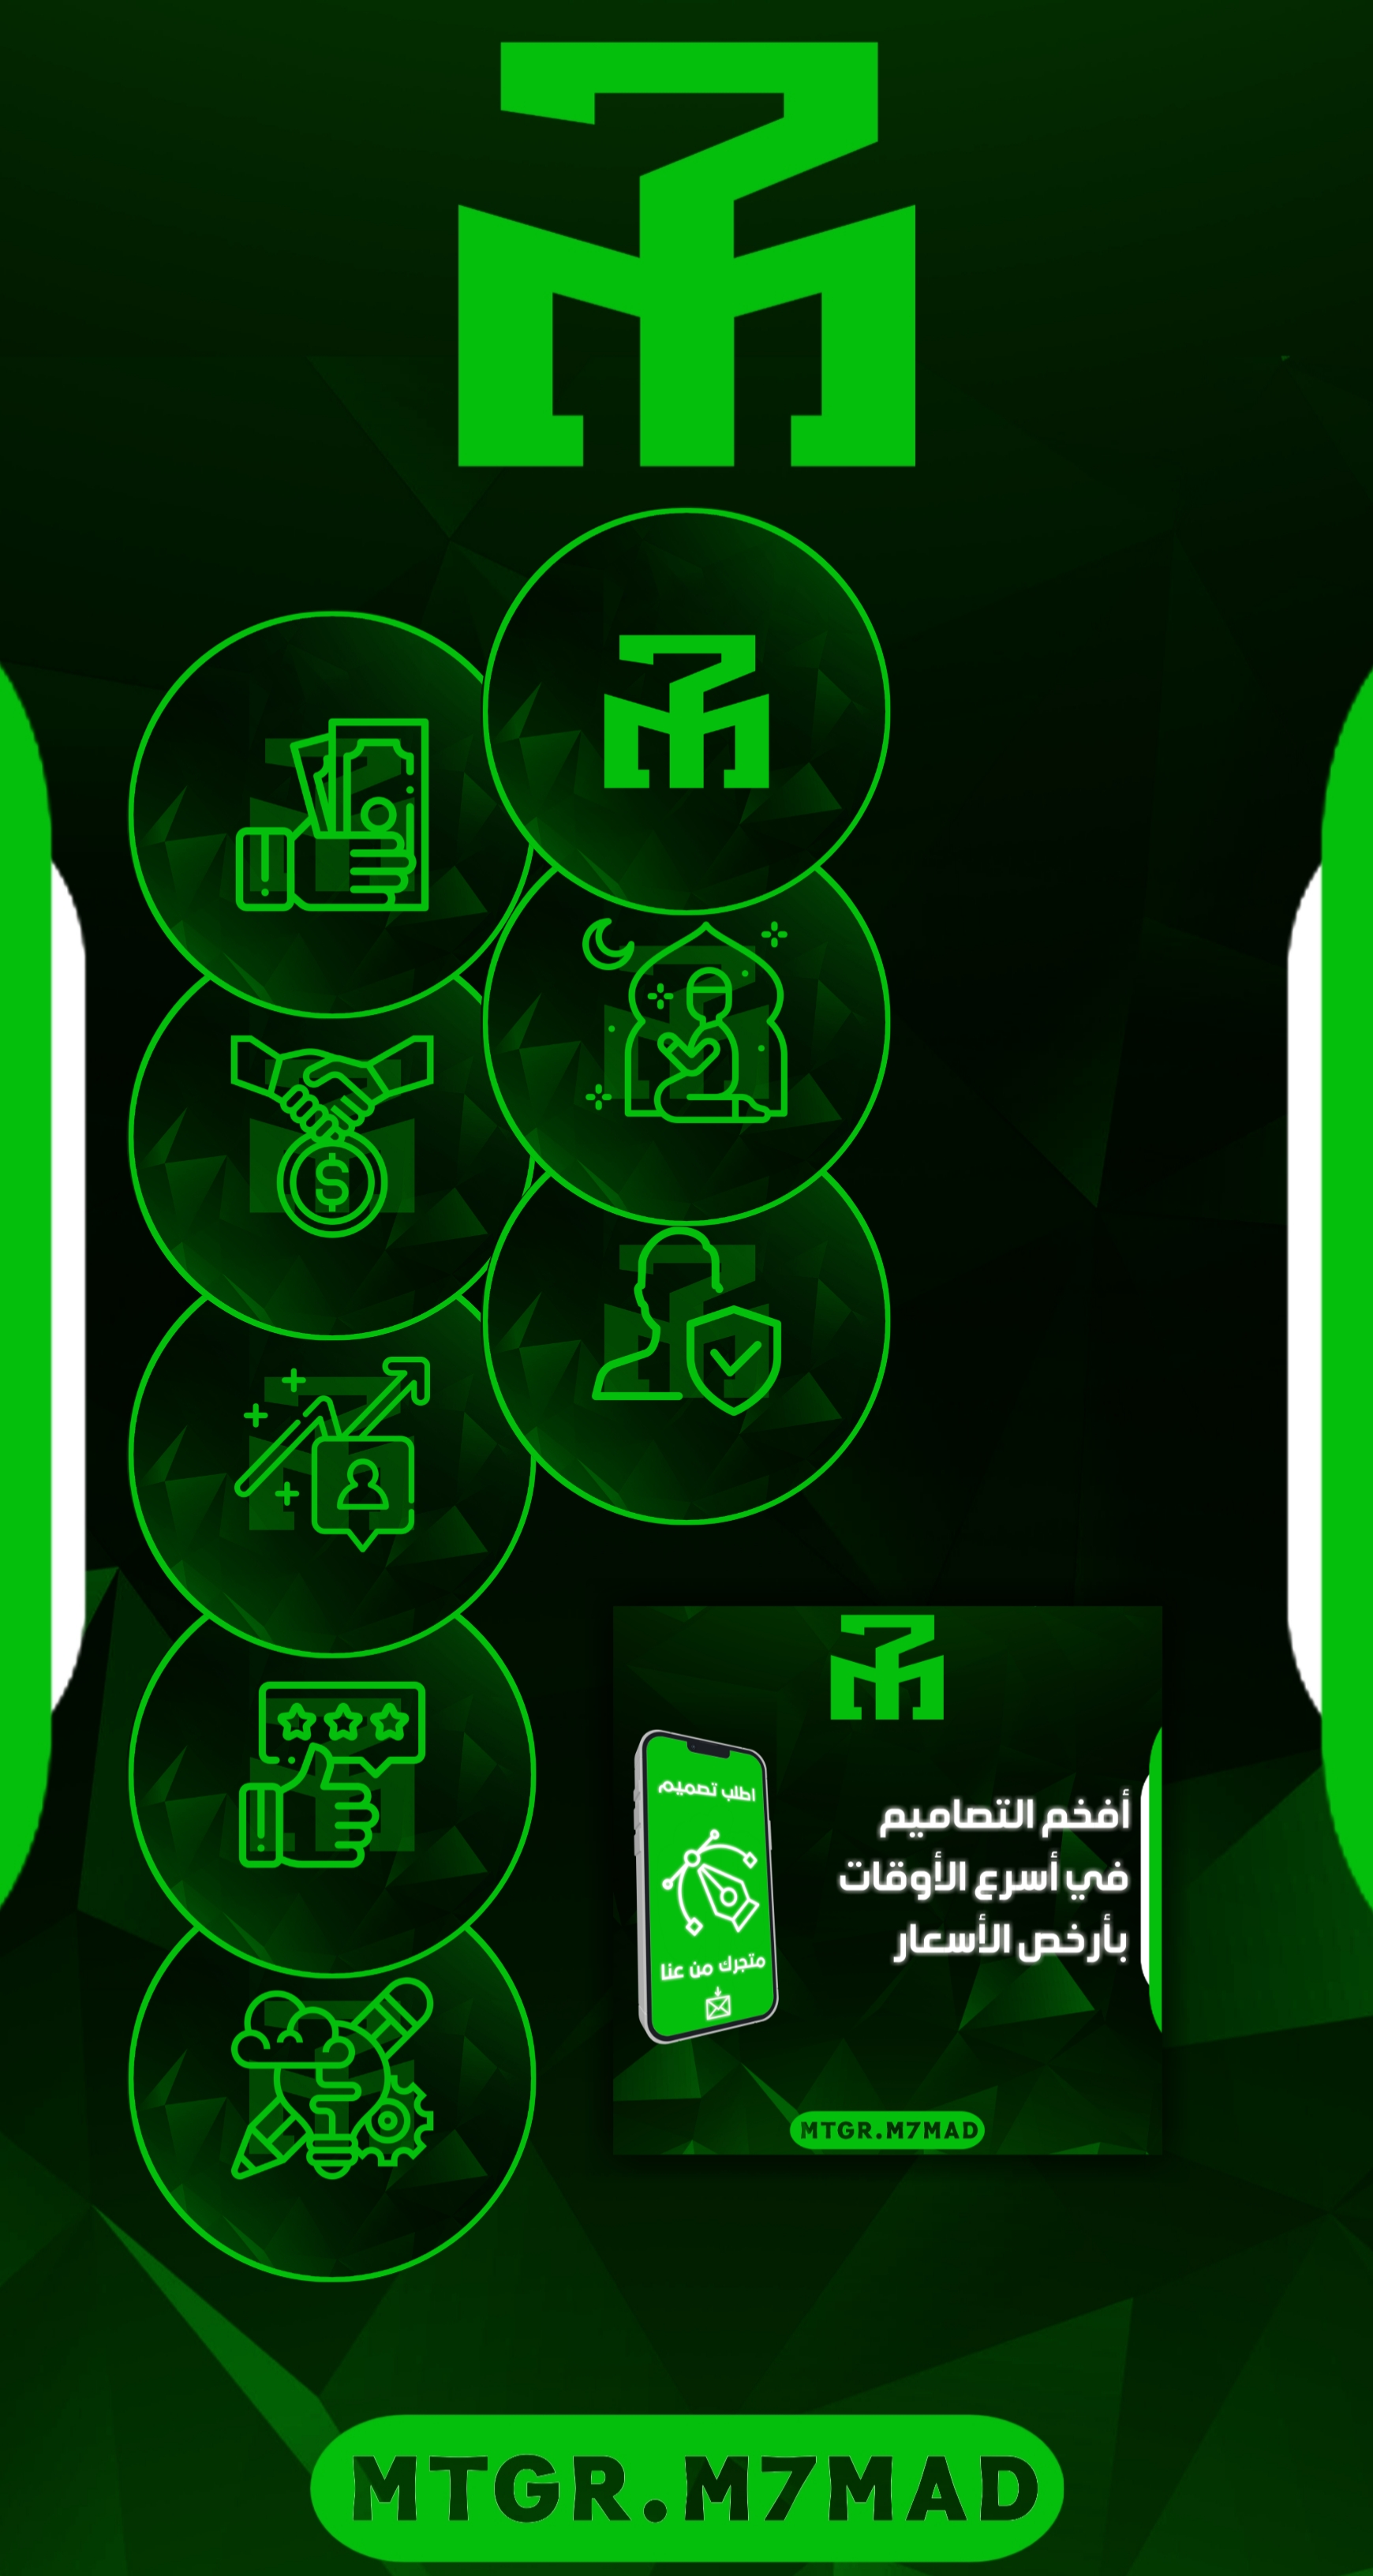 أفخم التصاميم
في أسرع الأوقات
بأرخص الأسعار
اطلب تصميم
متجرك من عنا
MTGR.M7MAD
MTGR.M7MAD